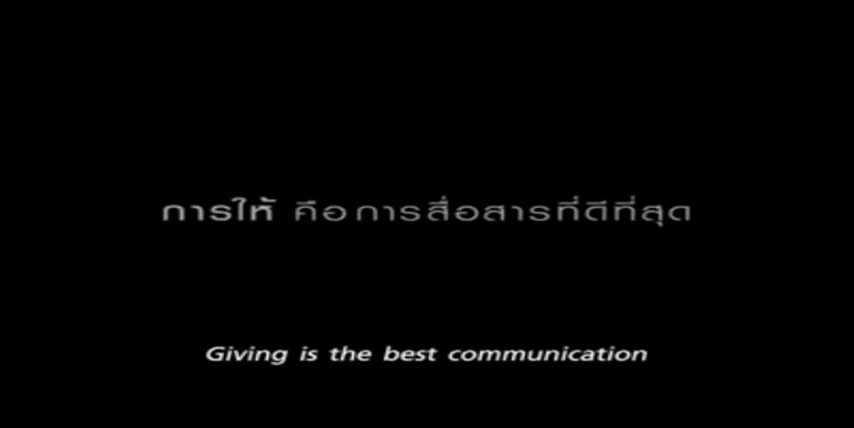 การให้ คือการสื่อสารที่ดีที่สุด
Giving is the best communication